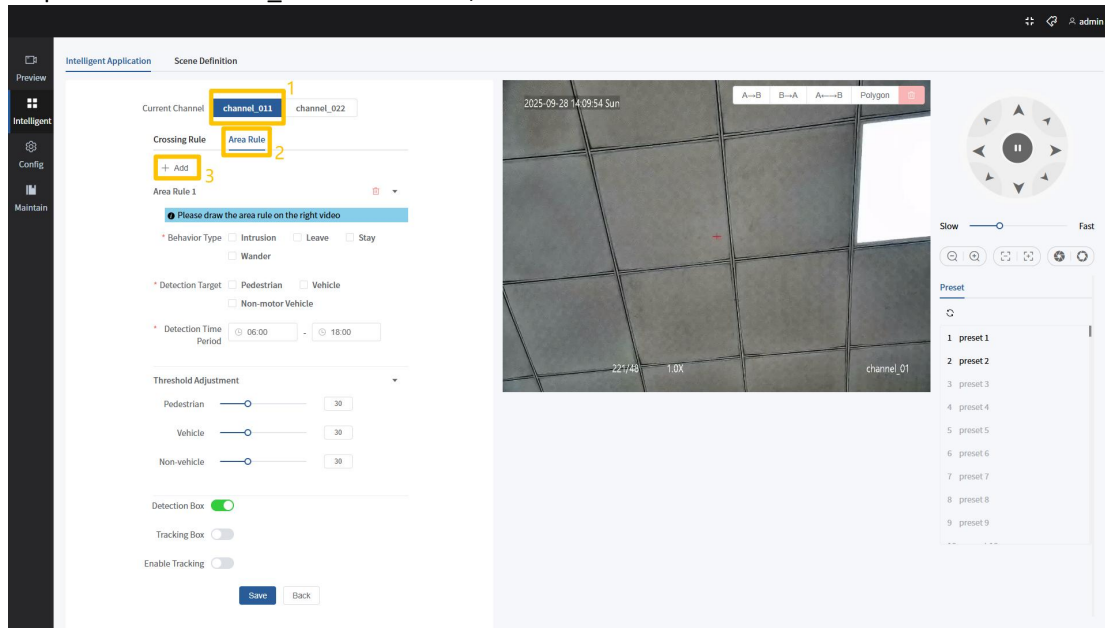 admin
Preview
Intelligent
Config
Maintain
Intelligent Application Scene Definition
1
Current Channel channel_011 channel_022
Crossing Rule Area Rule
2
+ Add
3
Area Rule 1
Please draw the area rule on the right video
* Behavior Type Intrusion Leave Stay
Wander
* Detection Target Pedestrian Vehicle
Non-motor Vehicle
* Detection Time Period 06:00 - 18:00
Threshold Adjustment
Pedestrian 30
Vehicle 30
Non-vehicle 30
Detection Box
Tracking Box
Enable Tracking
Save Back
2025-09-28 14:09:54 Sun
A→B B→A A←→B Polygon
221/48 1.0X channel_01
Slow Fast
Preset
1 preset 1
2 preset 2
3 preset 3
4 preset 4
5 preset 5
6 preset 6
7 preset 7
8 preset 8
9 preset 9